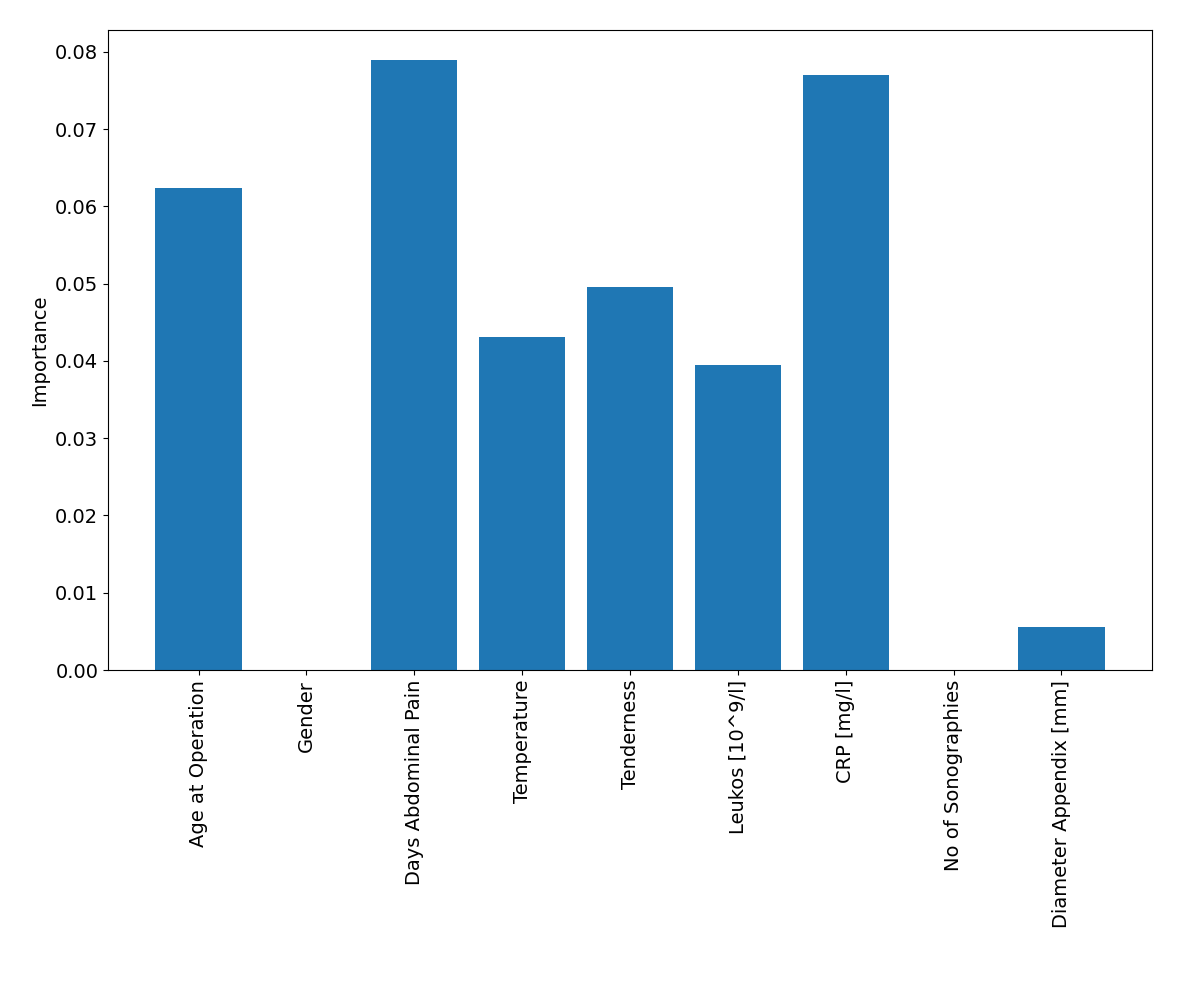 Importance
0.08
0.07
0.06
0.05
0.04
0.03
0.02
0.01
0.00
Age at Operation
Gender
Days Abdominal Pain
Temperature
Tenderness
Leukos [10^9/l]
CRP [mg/l]
No of Sonographies
Diameter Appendix [mm]